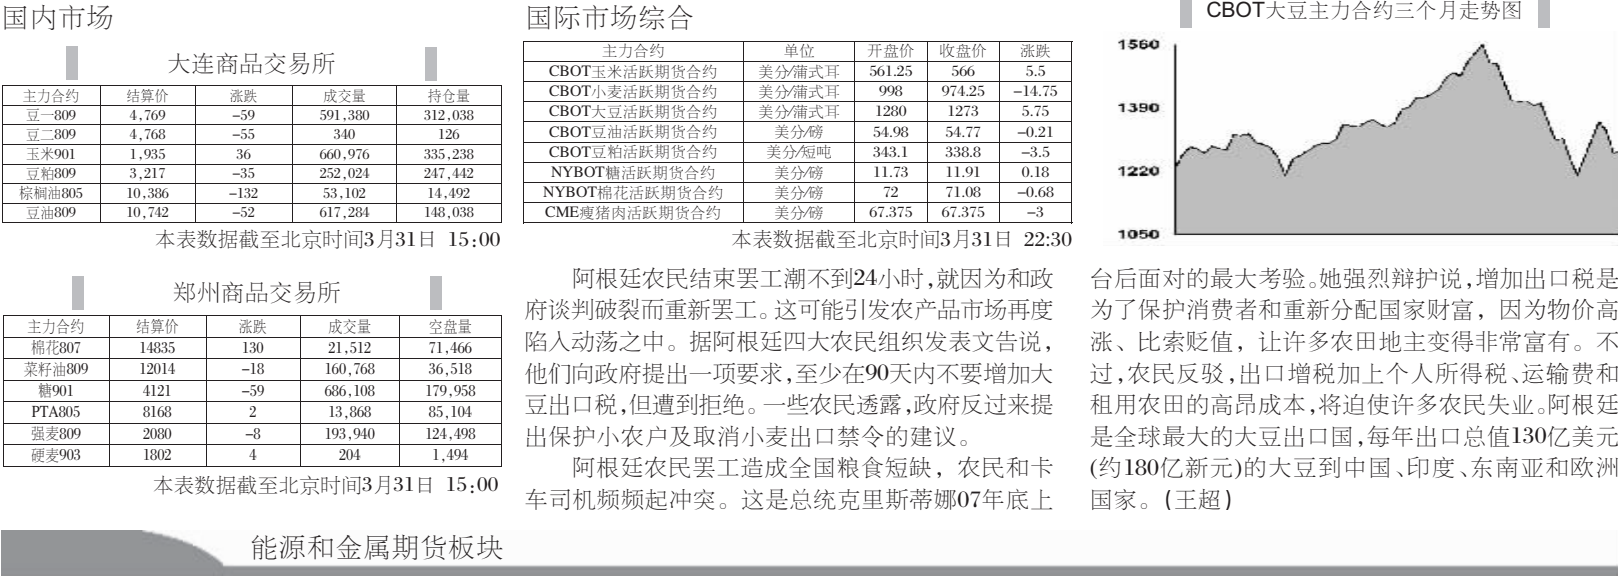 国内市场
大连商品交易所
主力合约 结算价 涨跌 成交量 持仓量
豆一809 4,769 −59 591,380 312,038
豆二809 4,768 −55 340 126
玉米901 1,935 36 660,976 335,238
豆粕809 3,217 −35 252,024 247,442
棕榈油805 10,386 −132 53,102 14,492
豆油809 10,742 −52 617,284 148,038
本表数据截至北京时间3月31日 15:00
郑州商品交易所
主力合约 结算价 涨跌 成交量 空盘量
棉花807 14835 130 21,512 71,466
菜籽油809 12014 −18 160,768 36,518
糖901 4121 −59 686,108 179,958
PTA805 8168 2 13,868 85,104
强麦809 2080 −8 193,940 124,498
硬麦903 1802 4 204 1,494
本表数据截至北京时间3月31日 15:00
国际市场综合
主力合约 单位 开盘价 收盘价 涨跌
CBOT玉米活跃期货合约 美分/蒲式耳 561.25 566 5.5
CBOT小麦活跃期货合约 美分/蒲式耳 998 974.25 −14.75
CBOT大豆活跃期货合约 美分/蒲式耳 1280 1273 5.75
CBOT豆油活跃期货合约 美分/磅 54.98 54.77 −0.21
CBOT豆粕活跃期货合约 美分/短吨 343.1 338.8 −3.5
NYBOT糖活跃期货合约 美分/磅 11.73 11.91 0.18
NYBOT棉花活跃期货合约 美分/磅 72 71.08 −0.68
CME瘦猪肉活跃期货合约 美分/磅 67.375 67.375 −3
本表数据截至北京时间3月31日 22:30
CBOT大豆主力合约三个月走势图
1560
1390
1220
1050
阿根廷农民结束罢工潮不到24小时,就因为和政
府谈判破裂而重新罢工。这可能引发农产品市场再度
陷入动荡之中。据阿根廷四大农民组织发表文告说,
他们向政府提出一项要求,至少在90天内不要增加大
豆出口税,但遭到拒绝。一些农民透露,政府反过来提
出保护小农户及取消小麦出口禁令的建议。
阿根廷农民罢工造成全国粮食短缺，农民和卡
车司机频频起冲突。这是总统克里斯蒂娜07年底上
台后面对的最大考验。她强烈辩护说,增加出口税是
为了保护消费者和重新分配国家财富，因为物价高
涨、比索贬值，让许多农田地主变得非常富有。不
过,农民反驳,出口增税加上个人所得税、运输费和
租用农田的高昂成本,将迫使许多农民失业。阿根廷
是全球最大的大豆出口国,每年出口总值130亿美元
(约180亿新元)的大豆到中国、印度、东南亚和欧洲
国家。(王超)
能源和金属期货板块